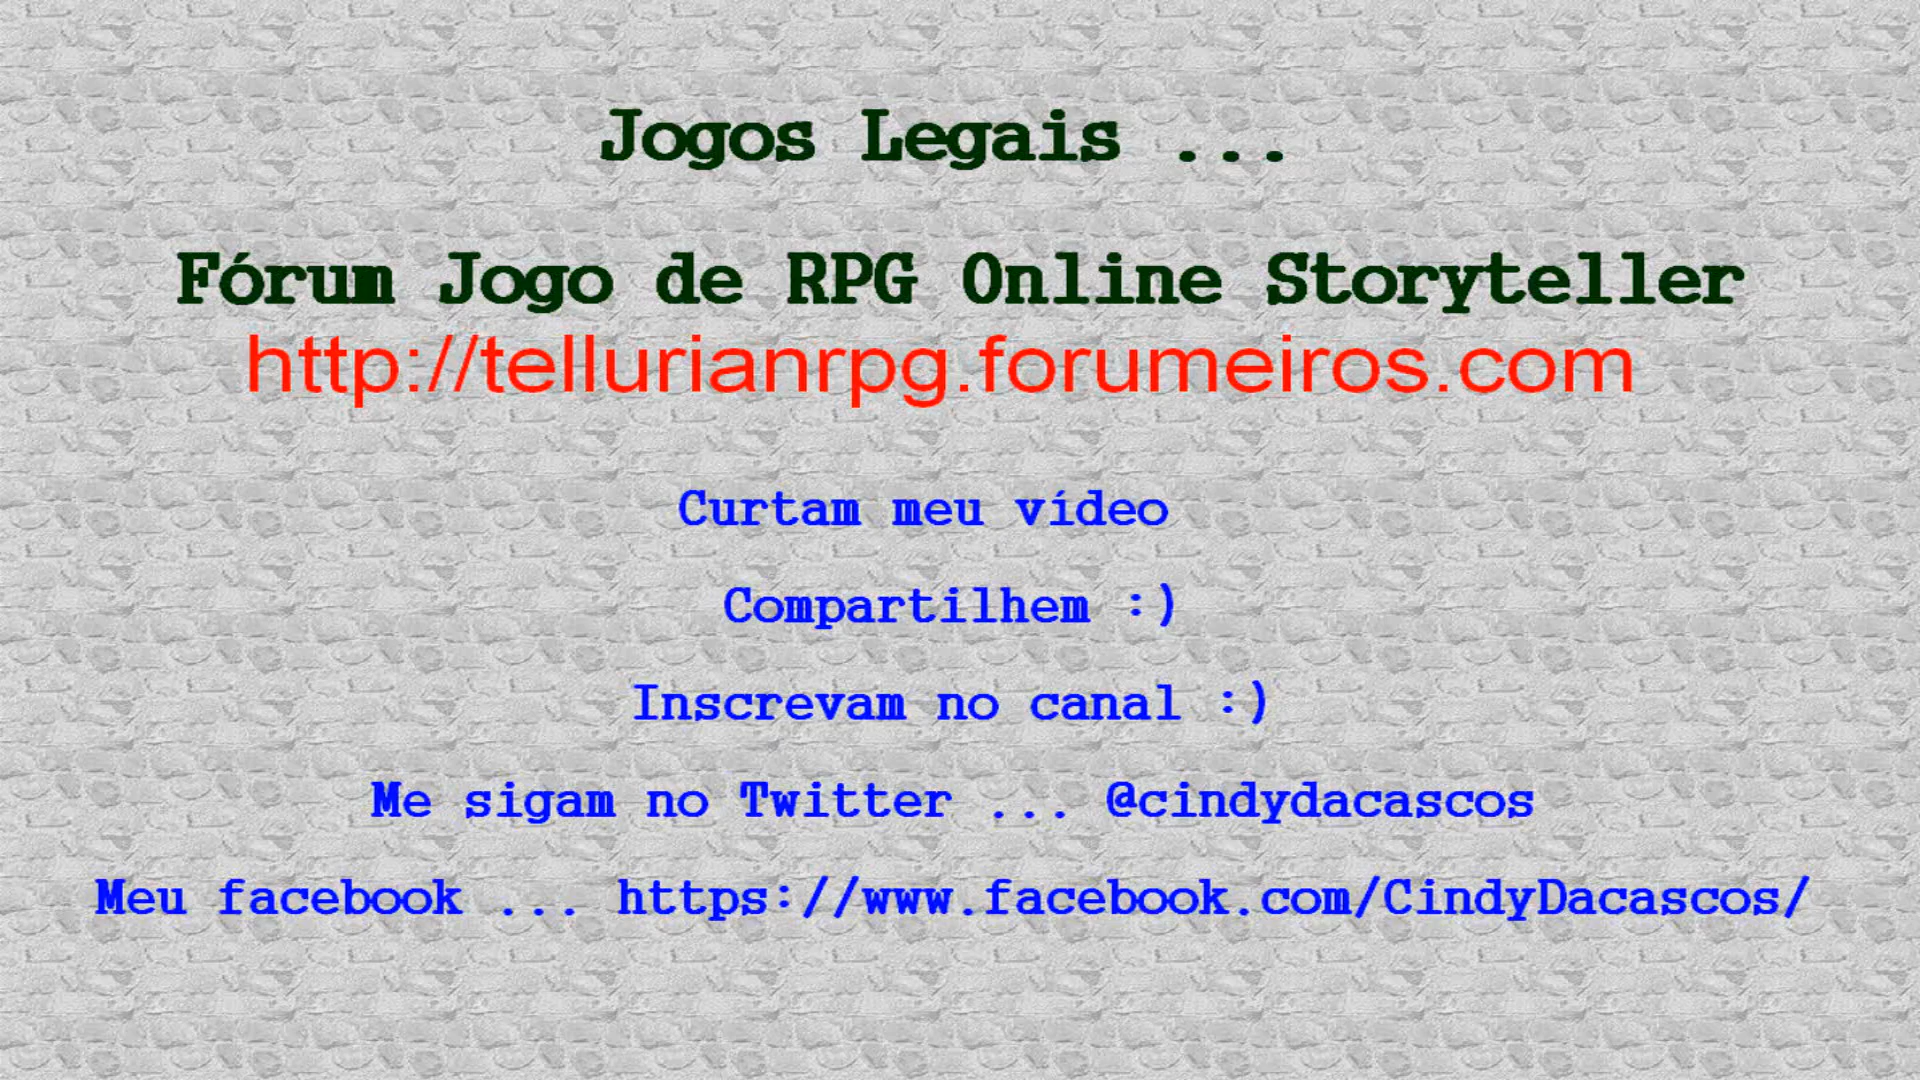 Jogos Legais ...
Fórum Jogo de RPG Online Storyteller
http://tellurianrpg.forumeiros.com
Curtam meu vídeo
Compartilhem :)
Inscrevam no canal :)
Me sigam no Twitter ... @cindydacascos
Meu facebook ... https://www.facebook.com/CindyDacascos/